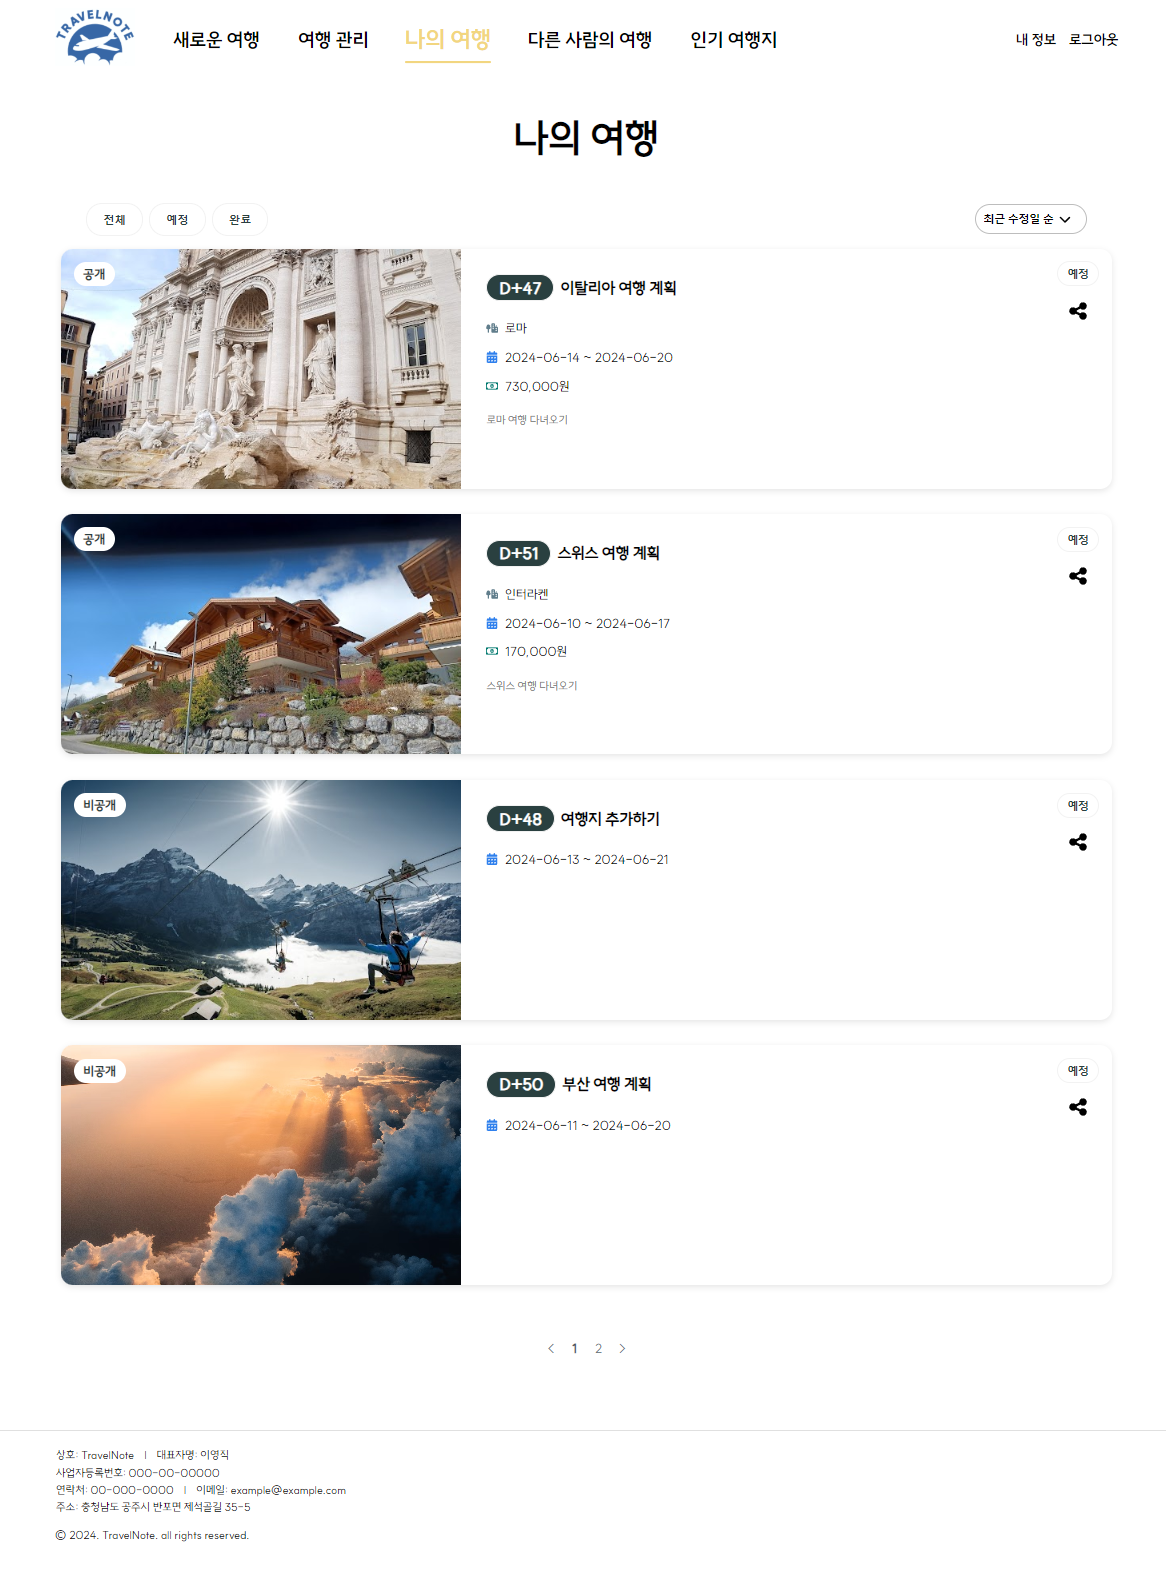 TRAVELNOTE
새로운 여행 여행 관리 나의 여행 다른 사람의 여행 인기 여행지 내 정보 로그아웃
나의 여행
전체 예정 완료 최근 수정일 순
공개
D+47 이탈리아 여행 계획 예정
로마
2024-06-14 ~ 2024-06-20
730,000원
로마 여행 다녀오기
공개
D+51 스위스 여행 계획 예정
인터라켄
2024-06-10 ~ 2024-06-17
170,000원
스위스 여행 다녀오기
비공개
D+48 여행지 추가하기 예정
2024-06-13 ~ 2024-06-21
비공개
D+50 부산 여행 계획 예정
2024-06-11 ~ 2024-06-20
< 1 2 >
상호: TravelNote | 대표자명: 이영직
사업자등록번호: 000-00-00000
연락처: 00-000-0000 | 이메일: example@example.com
주소: 충청남도 공주시 반포면 제석골길 35-5
© 2024. TravelNote. all rights reserved.